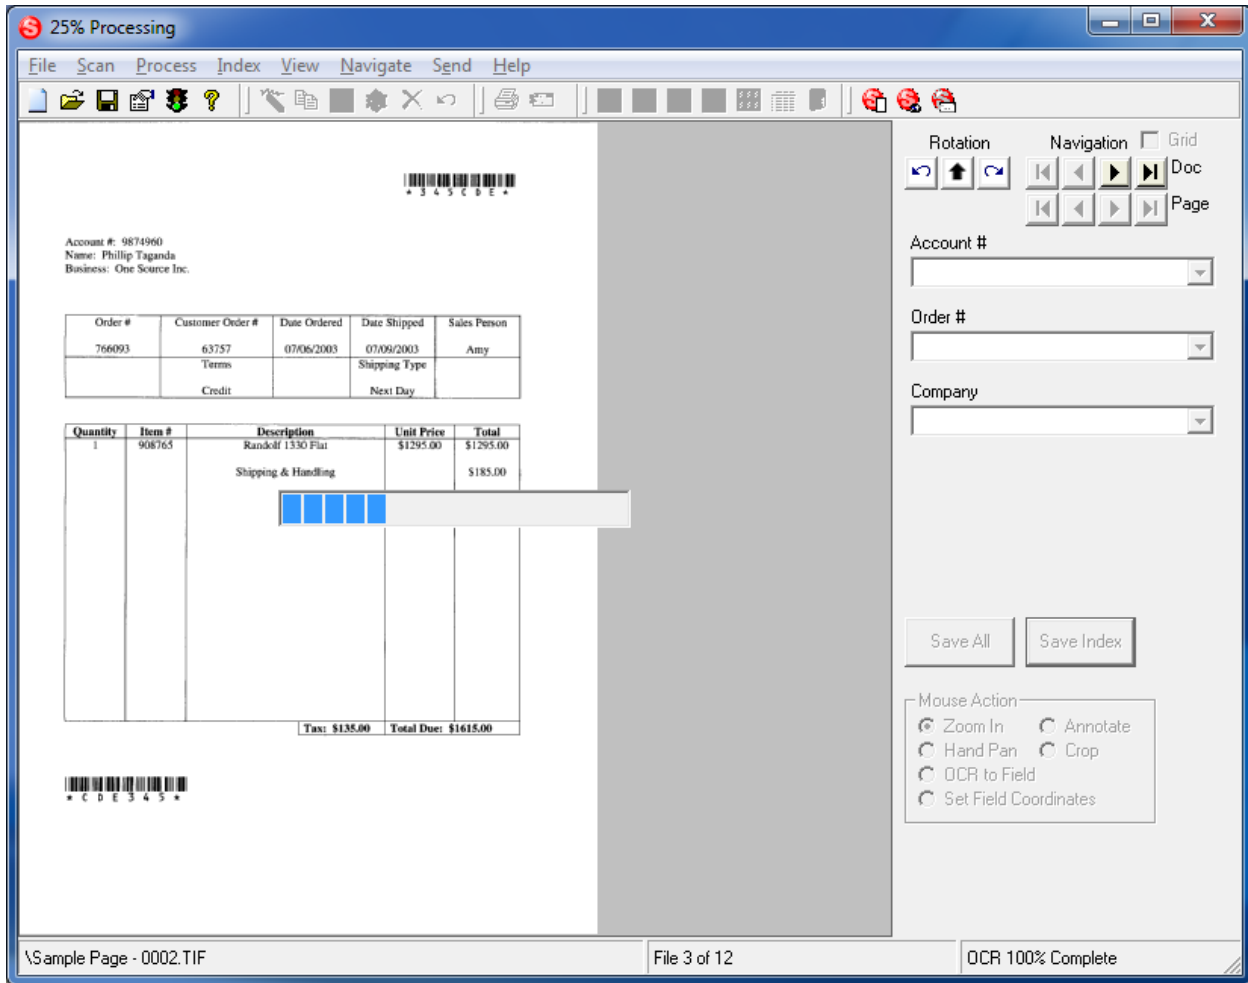 25% Processing
File Scan Process Index View Navigate Send Help
*345CDE*
Account #: 9874960
Name: Phillip Taganda
Business: One Source Inc.
Order # Customer Order # Date Ordered Date Shipped Sales Person
766093 63757 07/06/2003 07/09/2003 Amy
Terms Shipping Type
Credit Next Day
Quantity Item # Description Unit Price Total
1 908765 Randolf 1330 Flat $1295.00 $1295.00
Shipping & Handling $185.00
Tax: $135.00 Total Due: $1615.00
*CDE345*
Rotation Navigation Grid
Doc
Page
Account #
Order #
Company
Save All Save Index
Mouse Action
Zoom In Annotate
Hand Pan Crop
OCR to Field
Set Field Coordinates
\Sample Page - 0002.TIF File 3 of 12 OCR 100% Complete